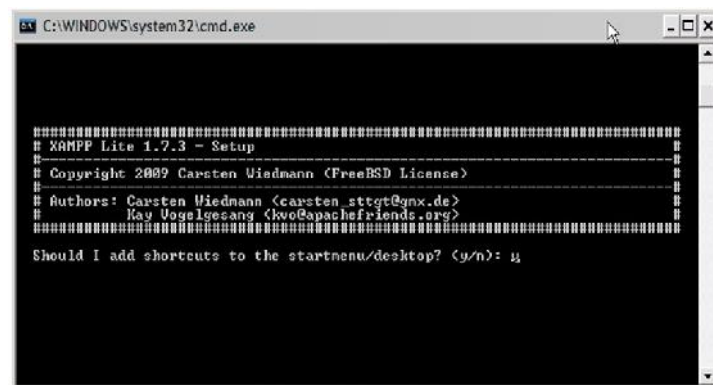 C:\WINDOWS\system32\cmd.exe
################################################################################
# XAMPP Lite 1.7.3 - Setup #
#------------------------------------------------------------------------------#
# Copyright 2009 Carsten Wiedmann (FreeBSD License) #
#------------------------------------------------------------------------------#
# Authors: Carsten Wiedmann <carsten_sttgt@gmx.de> #
# Kay Vogelgesang <kvo@apachefriends.org> #
################################################################################
Should I add shortcuts to the startmenu/desktop? (y/n): y